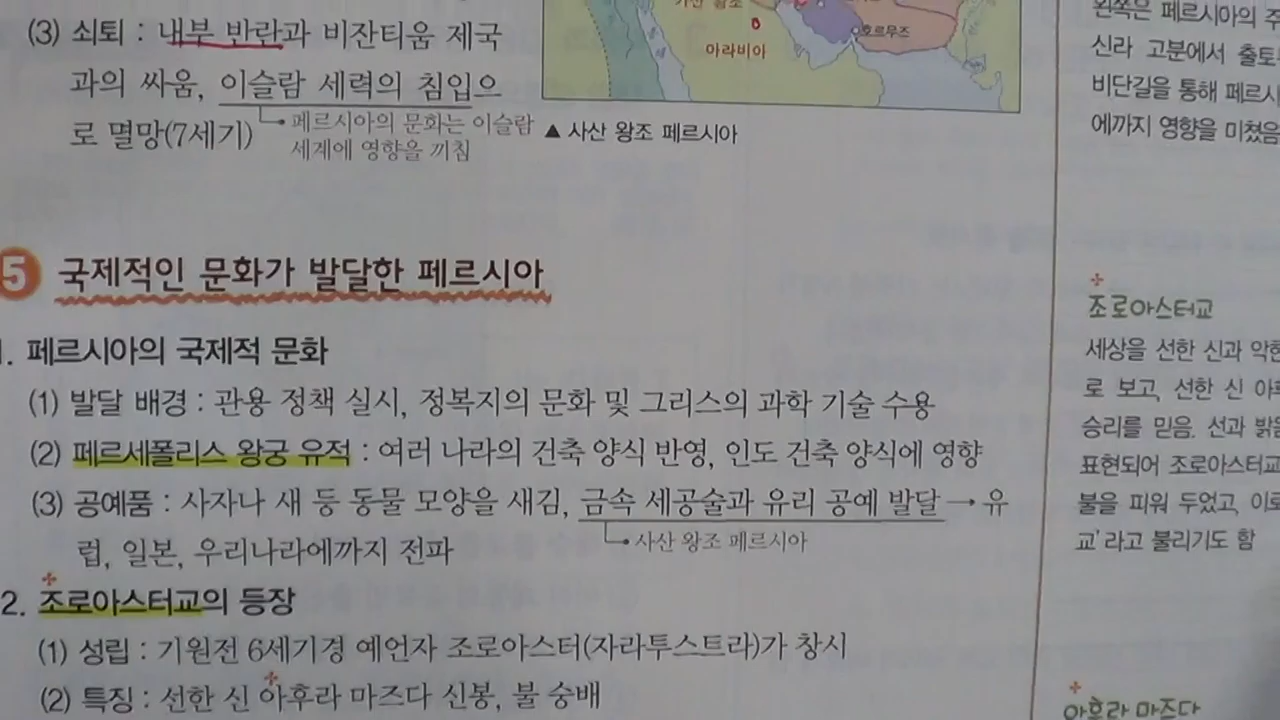 (3) 쇠퇴 : 내부 반란과 비잔티움 제국
과의 싸움, 이슬람 세력의 침입으
로 멸망(7세기)
페르시아의 문화는 이슬람
세계에 영향을 끼침
아라비아
호르무즈
▲ 사산 왕조 페르시아
왼쪽은 페르시아의 주
신라 고분에서 출토
비단길을 통해 페르시
에까지 영향을 미쳤음
5 국제적인 문화가 발달한 페르시아
1. 페르시아의 국제적 문화
(1) 발달 배경 : 관용 정책 실시, 정복지의 문화 및 그리스의 과학 기술 수용
(2) 페르세폴리스 왕궁 유적 : 여러 나라의 건축 양식 반영, 인도 건축 양식에 영향
(3) 공예품 : 사자나 새 등 동물 모양을 새김, 금속 세공술과 유리 공예 발달 → 유
사산 왕조 페르시아
럽, 일본, 우리나라에까지 전파
2. 조로아스터교의 등장
(1) 성립 : 기원전 6세기경 예언자 조로아스터(자라투스트라)가 창시
(2) 특징 : 선한 신 아후라 마즈다 신봉, 불 숭배
조로아스터교
세상을 선한 신과 악한
로 보고, 선한 신 아후
승리를 믿음. 선과 밝음
표현되어 조로아스터교
불을 피워 두었고, 이로
교'라고 불리기도 함
아후라 마즈다